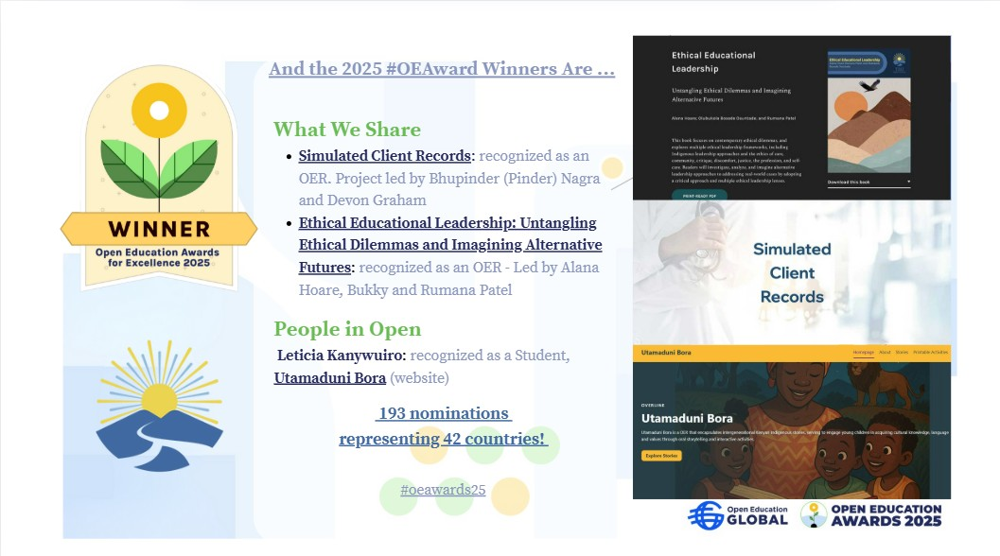 And the 2025 #OEAward Winners Are ...
WINNER
Open Education Awards
for Excellence 2025
What We Share
• Simulated Client Records: recognized as an
OER. Project led by Bhupinder (Pinder) Nagra
and Devon Graham
• Ethical Educational Leadership: Untangling
Ethical Dilemmas and Imagining Alternative
Futures: recognized as an OER - Led by Alana
Hoare, Bukky and Rumana Patel
People in Open
Leticia Kanywuiro: recognized as a Student,
Utamaduni Bora (website)
193 nominations
representing 42 countries!
#oeawards25
Ethical Educational
Leadership
Untangling Ethical Dilemmas and Imagining
Alternative Futures
Alana Hoare; Olubukola Bosede Osuntade; and Rumana Patel
This book focuses on contemporary ethical dilemmas, and
explores multiple ethical leadership frameworks, including
Indigenous leadership approaches and the ethics of care,
community, critique, discomfort, justice, the profession, and self-
care. Readers will investigate, analyze, and imagine alternative
leadership approaches to addressing real-world cases by adopting
a critical approach and multiple ethical leadership lenses.
PRINT-READY PDF
Ethical Educational Leadership
Download this book
Simulated
Client
Records
Utamaduni Bora
Homepage About Stories Printable Activities
OVERLINE
Utamaduni Bora
Utamaduni Bora is a OER that encapsulates intergenerational Kenyan Indigenous stories, serving to engage young children in acquiring cultural knowledge, language
and values through oral storytelling and interactive activities.
Explore Stories
Open Education
GLOBAL
OPEN EDUCATION
AWARDS 2025